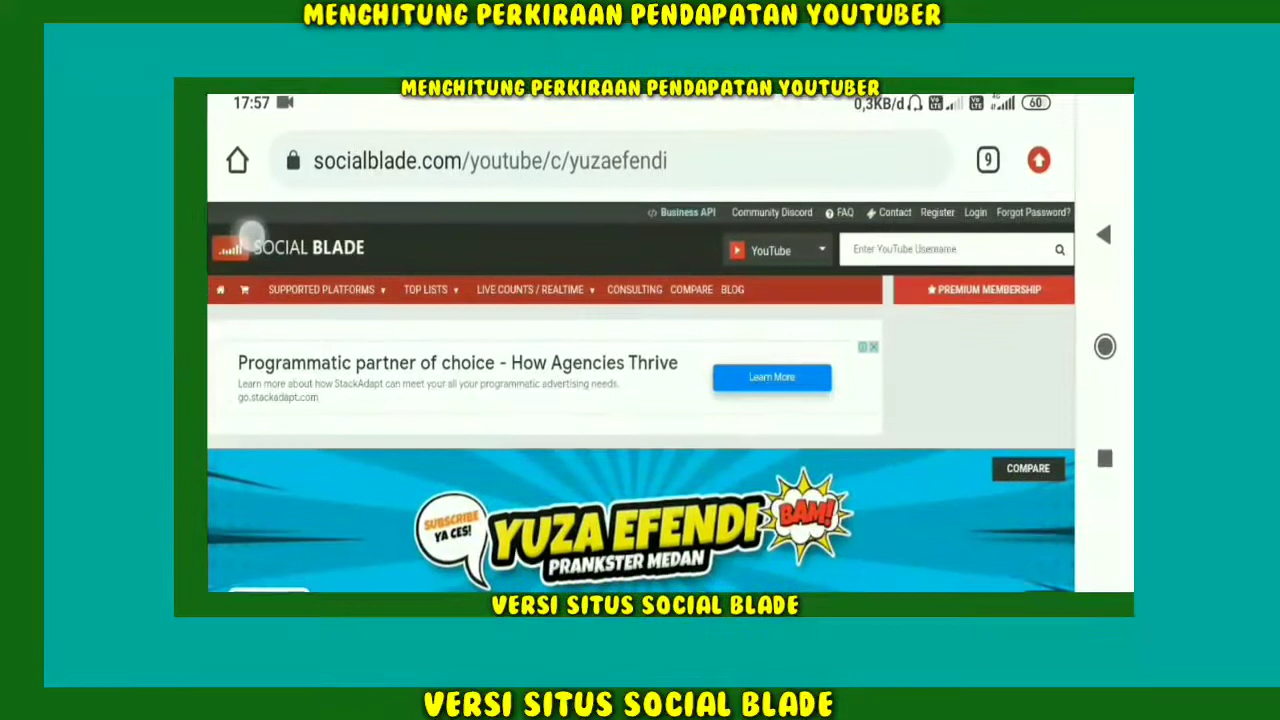 MENGHITUNG PERKIRAAN PENDAPATAN YOUTUBER
MENGHITUNG PERKIRAAN PENDAPATAN YOUTUBER
17:57 0,3KB/d 4G 60
socialblade.com/youtube/c/yuzaefendi 9
Business API Community Discord FAQ Contact Register Login Forgot Password?
SOCIAL BLADE YouTube Enter YouTube Username
SUPPORTED PLATFORMS TOP LISTS LIVE COUNTS / REALTIME CONSULTING COMPARE BLOG PREMIUM MEMBERSHIP
Programmatic partner of choice - How Agencies Thrive
Learn more about how StackAdapt can meet your all your programmatic advertising needs.
go.stackadapt.com
Learn More
COMPARE
SUBSCRIBE
YA CES!
YUZA EFENDI
PRANKSTER MEDAN
BAM!
VERSI SITUS SOCIAL BLADE
VERSI SITUS SOCIAL BLADE